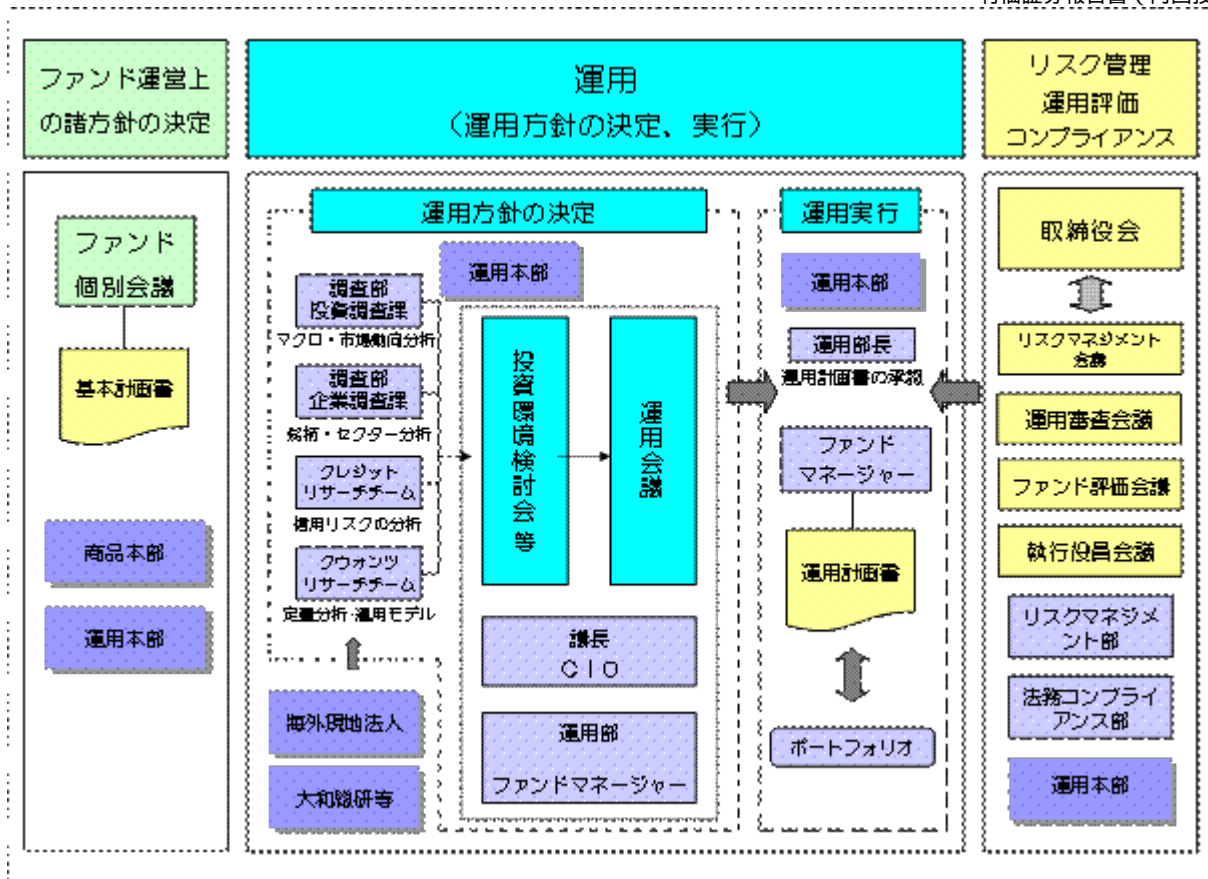 ファンド運営上
の諸方針の決定
運用
(運用方針の決定、実行)
リスク管理
運用評価
コンプライアンス
ファンド
個別会議
基本計画書
商品本部
運用本部
運用方針の決定
運用本部
調査部
投資調査課
マクロ・市場動向分析
調査部
企業調査課
銘柄・セクター分析
クレジット
リサーチチーム
信用リスクの分析
クウォンツ
リサーチチーム
定量分析・運用モデル
海外現地法人
大和総研等
投資環境検討会等
運用会議
議長
CIO
運用部
ファンドマネージャー
運用実行
運用本部
運用部長
運用計画書の承認
ファンド
マネージャー
運用計画書
ポートフォリオ
取締役会
リスクマネジメント
会議
運用審査会議
ファンド評価会議
執行役員会議
リスクマネジメ
ント部
法務コンプライ
アンス部
運用本部